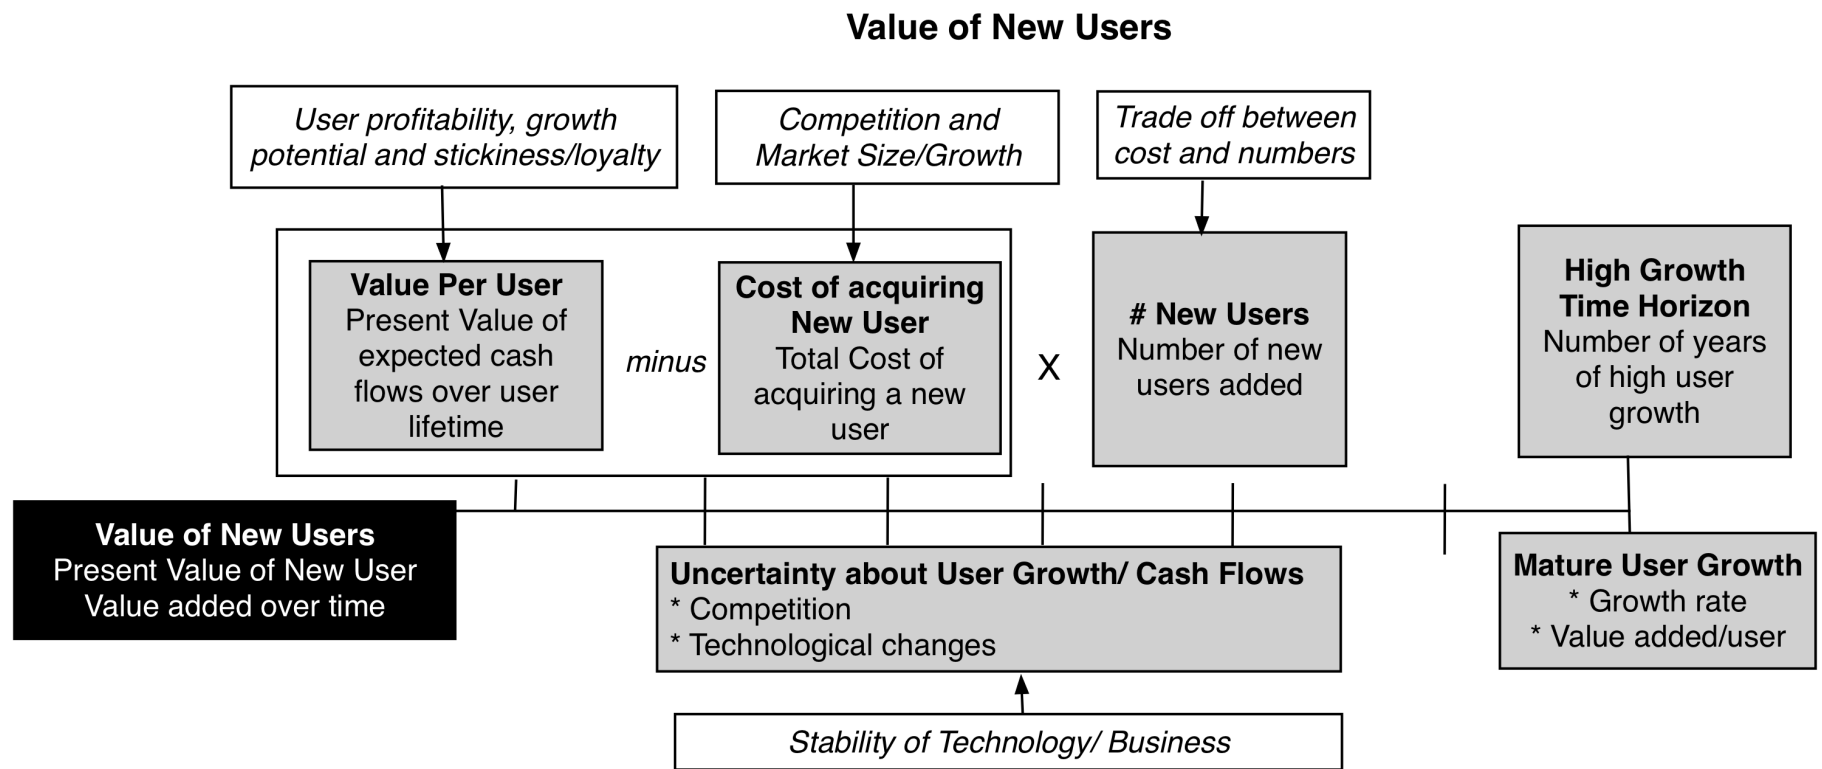 Value of New Users
User profitability, growth
potential and stickiness/loyalty
Competition and
Market Size/Growth
Trade off between
cost and numbers
Value Per User
Present Value of
expected cash
flows over user
lifetime
minus
Cost of acquiring
New User
Total Cost of
acquiring a new
user
X
# New Users
Number of new
users added
High Growth
Time Horizon
Number of years
of high user
growth
Value of New Users
Present Value of New User
Value added over time
Uncertainty about User Growth/ Cash Flows
* Competition
* Technological changes
Mature User Growth
* Growth rate
* Value added/user
Stability of Technology/ Business